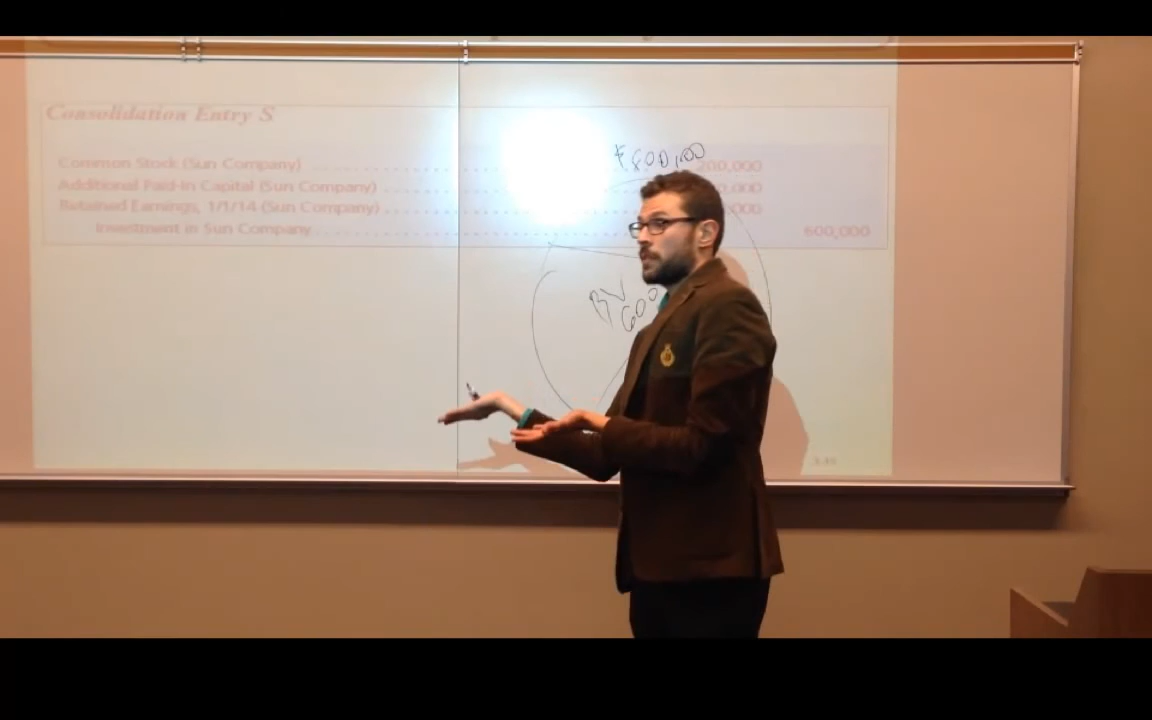 Consolidation Entry S
Common Stock (Sun Company) 200,000
Additional Paid-In Capital (Sun Company)
Retained Earnings, 1/1/14 (Sun Company)
Investment in Sun Company 600,000
BV
600